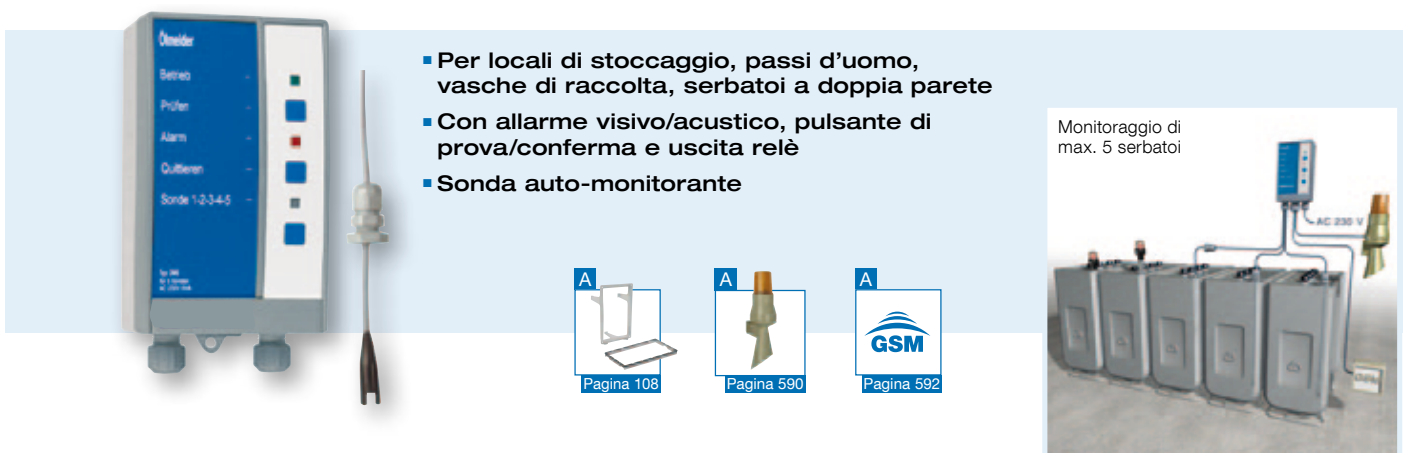 Ölmelder
Betrieb
Prüfen
Alarm
Quittieren
Sonde 1-2-3-4-5
Per locali di stoccaggio, passi d'uomo,
vasche di raccolta, serbatoi a doppia parete
Con allarme visivo/acustico, pulsante di
prova/conferma e uscita relè
Sonda auto-monitorante
A
Pagina 108
A
Pagina 590
A
GSM
Pagina 592
Monitoraggio di
max. 5 serbatoi
AC 230 V